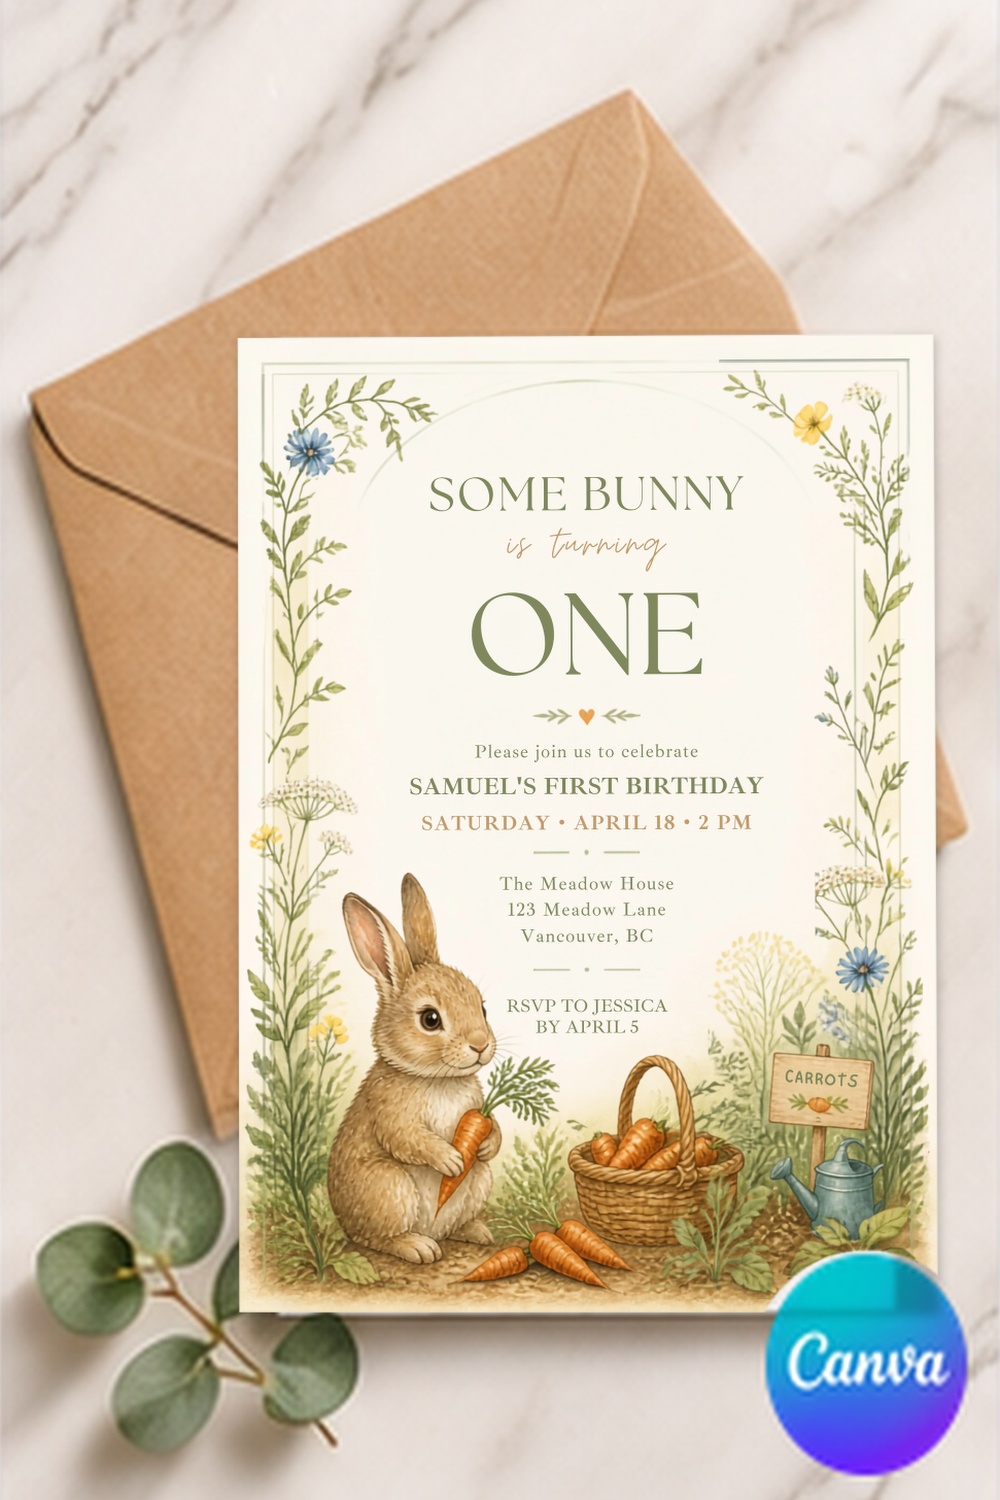 SOME BUNNY
is turning
ONE
Please join us to celebrate
SAMUEL'S FIRST BIRTHDAY
SATURDAY • APRIL 18 • 2 PM
The Meadow House
123 Meadow Lane
Vancouver, BC
RSVP TO JESSICA
BY APRIL 5
CARROTS
Canva